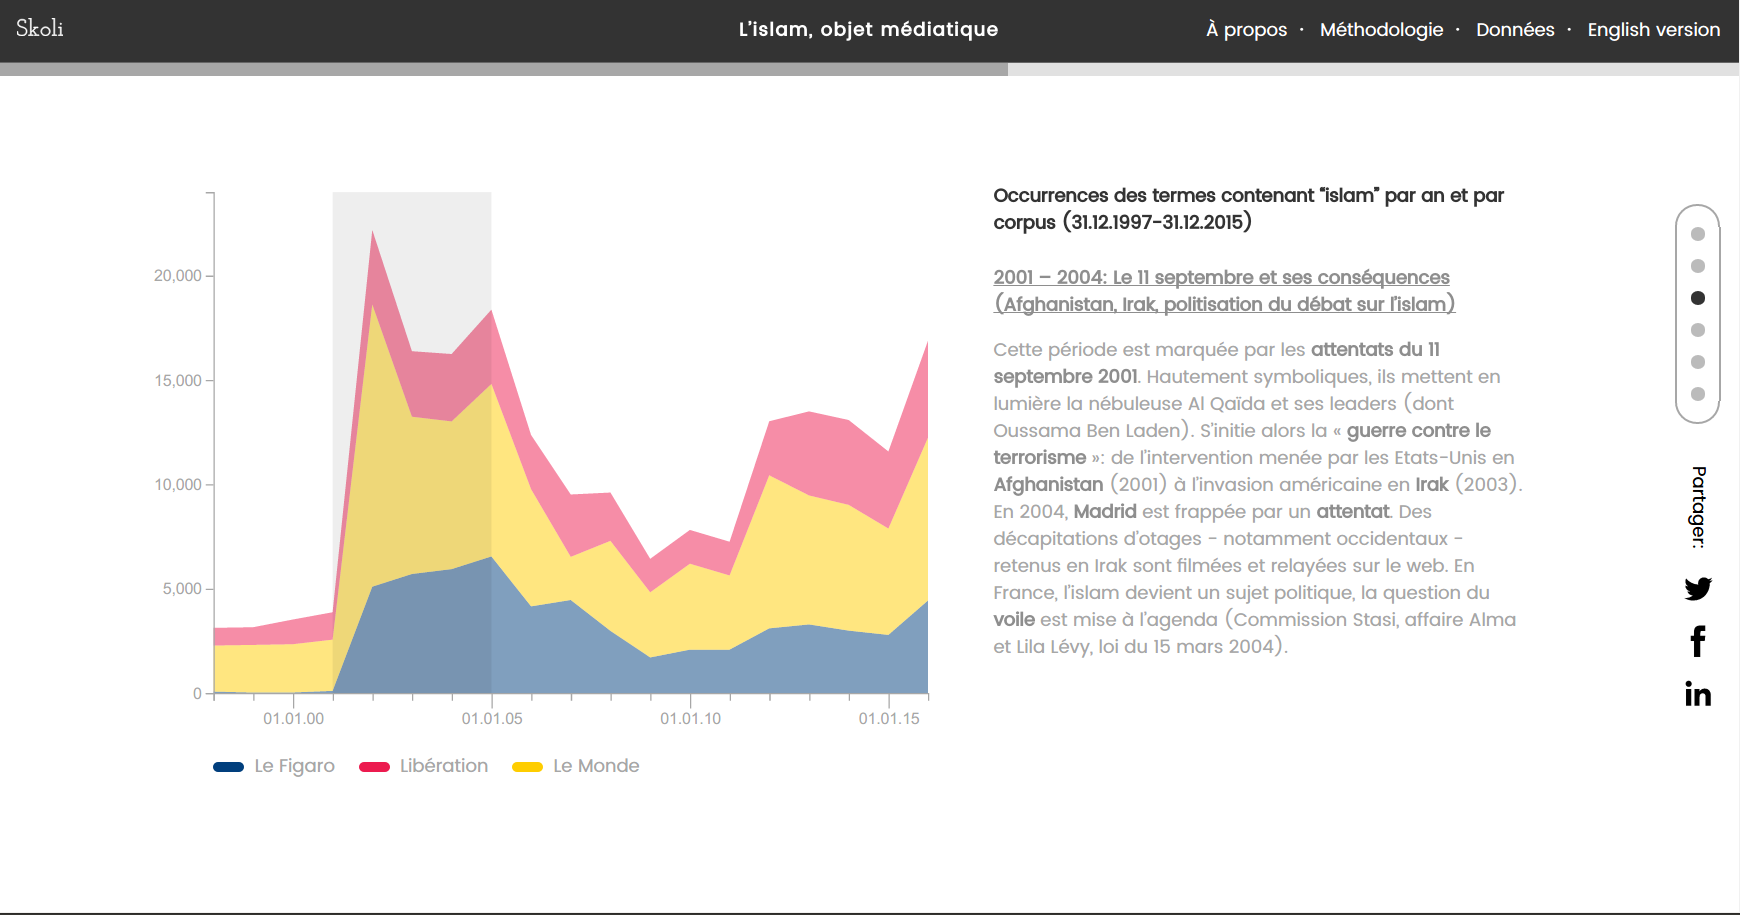 Skoli
L'islam, objet médiatique
À propos · Méthodologie · Données · English version
20,000
15,000
10,000
5,000
0
01.01.00 01.01.05 01.01.10 01.01.15
Le Figaro Libération Le Monde
Occurrences des termes contenant "islam" par an et par
corpus (31.12.1997-31.12.2015)
2001 – 2004: Le 11 septembre et ses conséquences
(Afghanistan, Irak, politisation du débat sur l'islam)
Cette période est marquée par les attentats du 11
septembre 2001. Hautement symboliques, ils mettent en
lumière la nébuleuse Al Qaïda et ses leaders (dont
Oussama Ben Laden). S'initie alors la « guerre contre le
terrorisme »: de l'intervention menée par les Etats-Unis en
Afghanistan (2001) à l'invasion américaine en Irak (2003).
En 2004, Madrid est frappée par un attentat. Des
décapitations d'otages - notamment occidentaux -
retenus en Irak sont filmées et relayées sur le web. En
France, l'islam devient un sujet politique, la question du
voile est mise à l'agenda (Commission Stasi, affaire Alma
et Lila Lévy, loi du 15 mars 2004).
Partager: